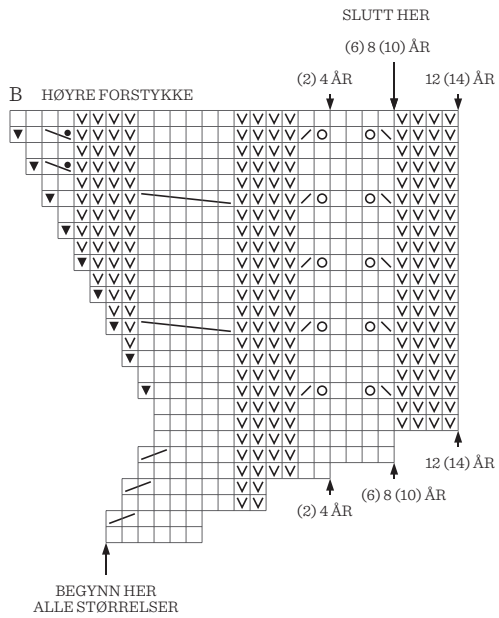 SLUTT HER
(6) 8 (10) ÅR
(2) 4 ÅR
12 (14) ÅR
B HØYRE FORSTYKKE
12 (14) ÅR
(6) 8 (10) ÅR
(2) 4 ÅR
BEGYNN HER
ALLE STØRRELSER